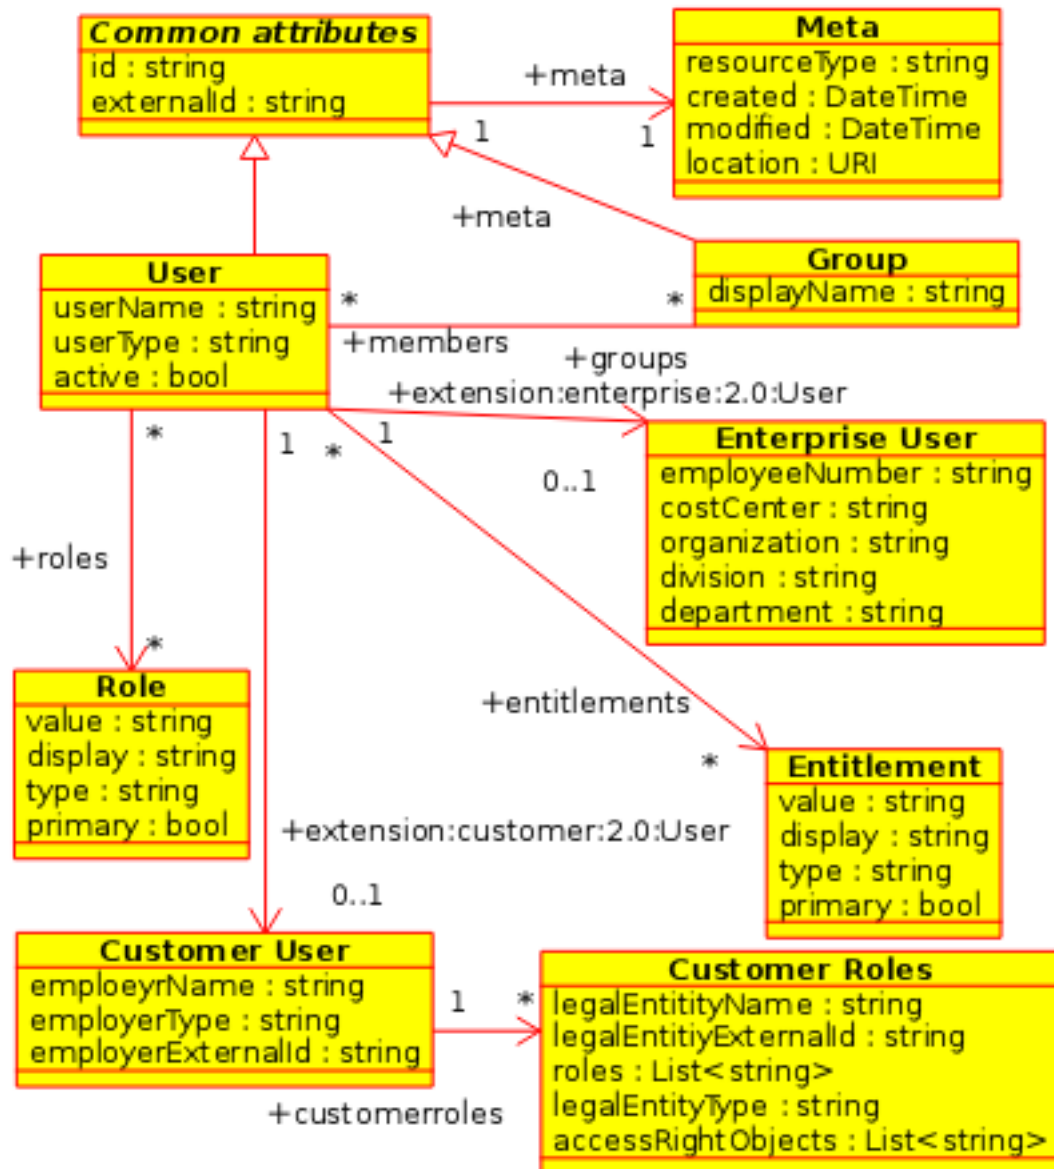 Common attributes
id : string
externalId : string
+meta
1
1
Meta
resourceType : string
created : DateTime
modified : DateTime
location : URI
+meta
Group
displayName : string
User
userName : string
userType : string
active : bool
*
*
+members
+groups
+extension:enterprise:2.0:User
*
1
*
1
0..1
Enterprise User
employeeNumber : string
costCenter : string
organization : string
division : string
department : string
+roles
*
Role
value : string
display : string
type : string
primary : bool
+entitlements
*
Entitlement
value : string
display : string
type : string
primary : bool
+extension:customer:2.0:User
0..1
Customer User
emploeyrName : string
employerType : string
employerExternalId : string
1
*
+customerroles
Customer Roles
legalEntitityName : string
legalEntitiyExternalId : string
roles : List<string>
legalEntityType : string
accessRightObjects : List<string>